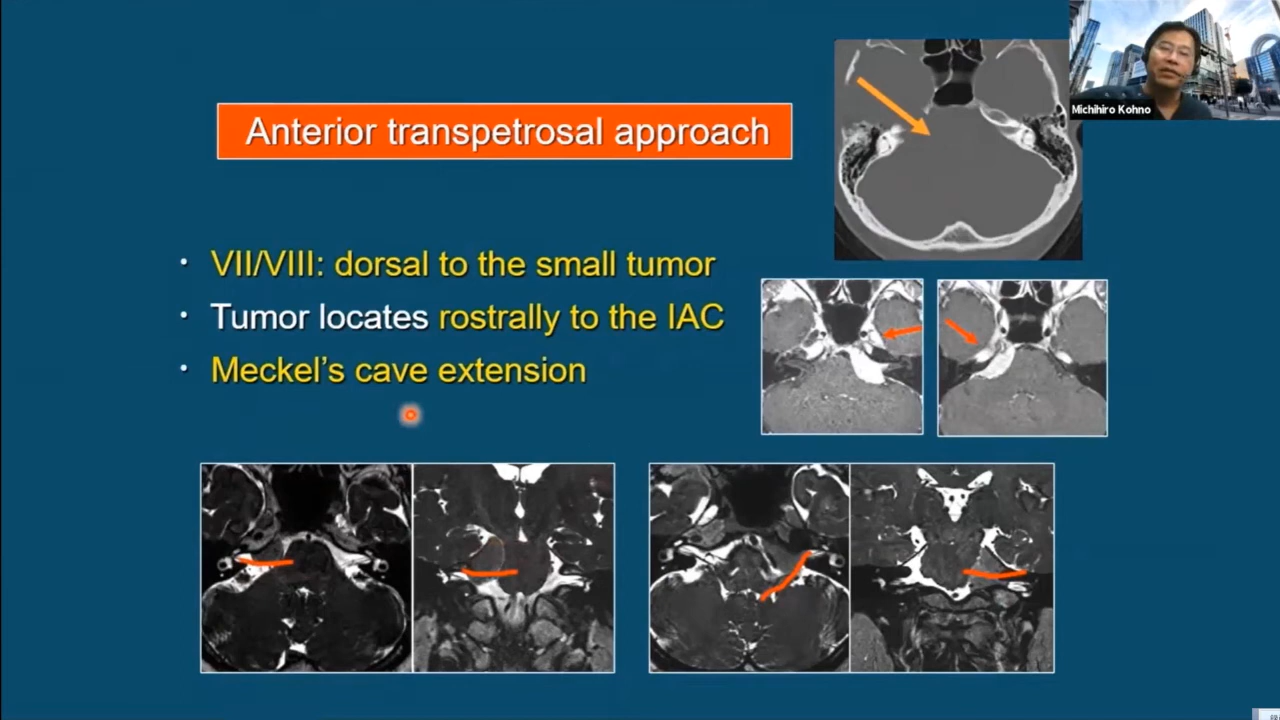 Michihiro Kohno
Anterior transpetrosal approach
· VII/VIII: dorsal to the small tumor
· Tumor locates rostrally to the IAC
· Meckel's cave extension